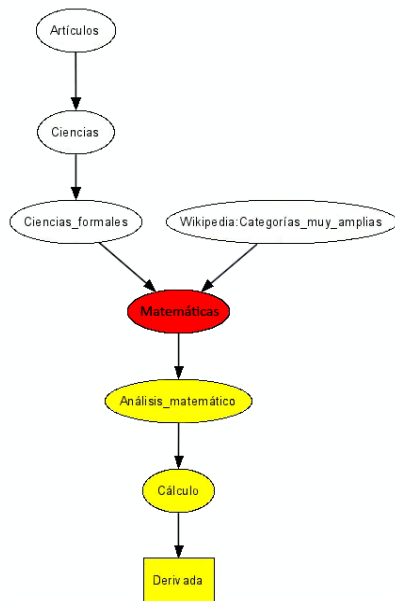 Artículos
Ciencias
Ciencias_formales
Wikipedia:Categorías_muy_amplias
Matemáticas
Análisis_matemático
Cálculo
Derivada